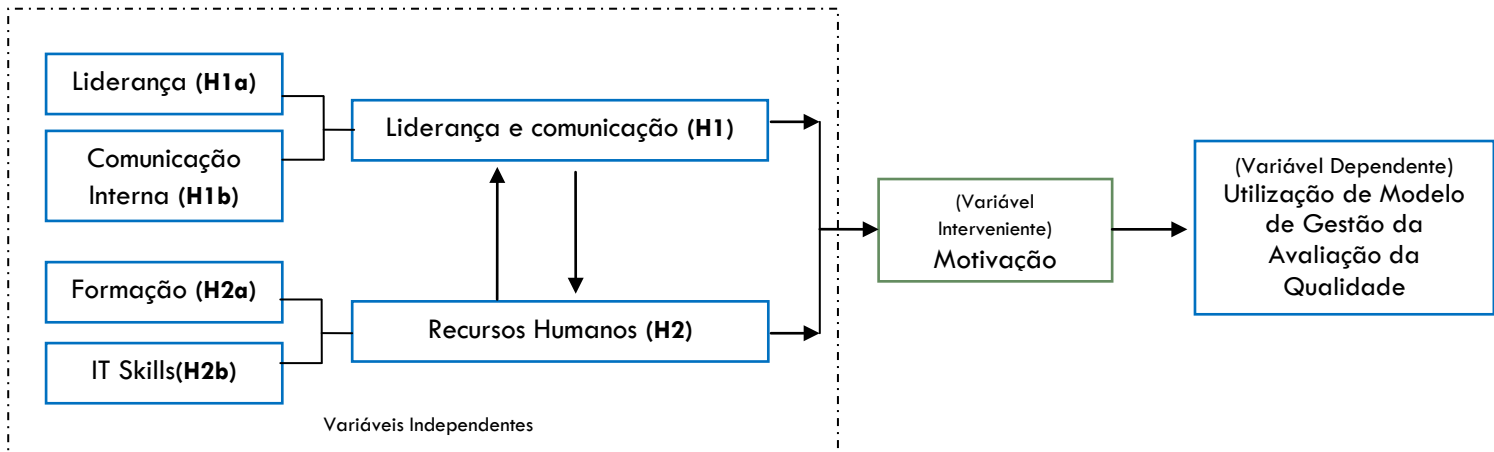 Liderança (H1a)
Comunicação
Interna (H1b)
Liderança e comunicação (H1)
Formação (H2a)
IT Skills(H2b)
Recursos Humanos (H2)
Variáveis Independentes
(Variável
Interveniente)
Motivação
(Variável Dependente)
Utilização de Modelo
de Gestão da
Avaliação da
Qualidade